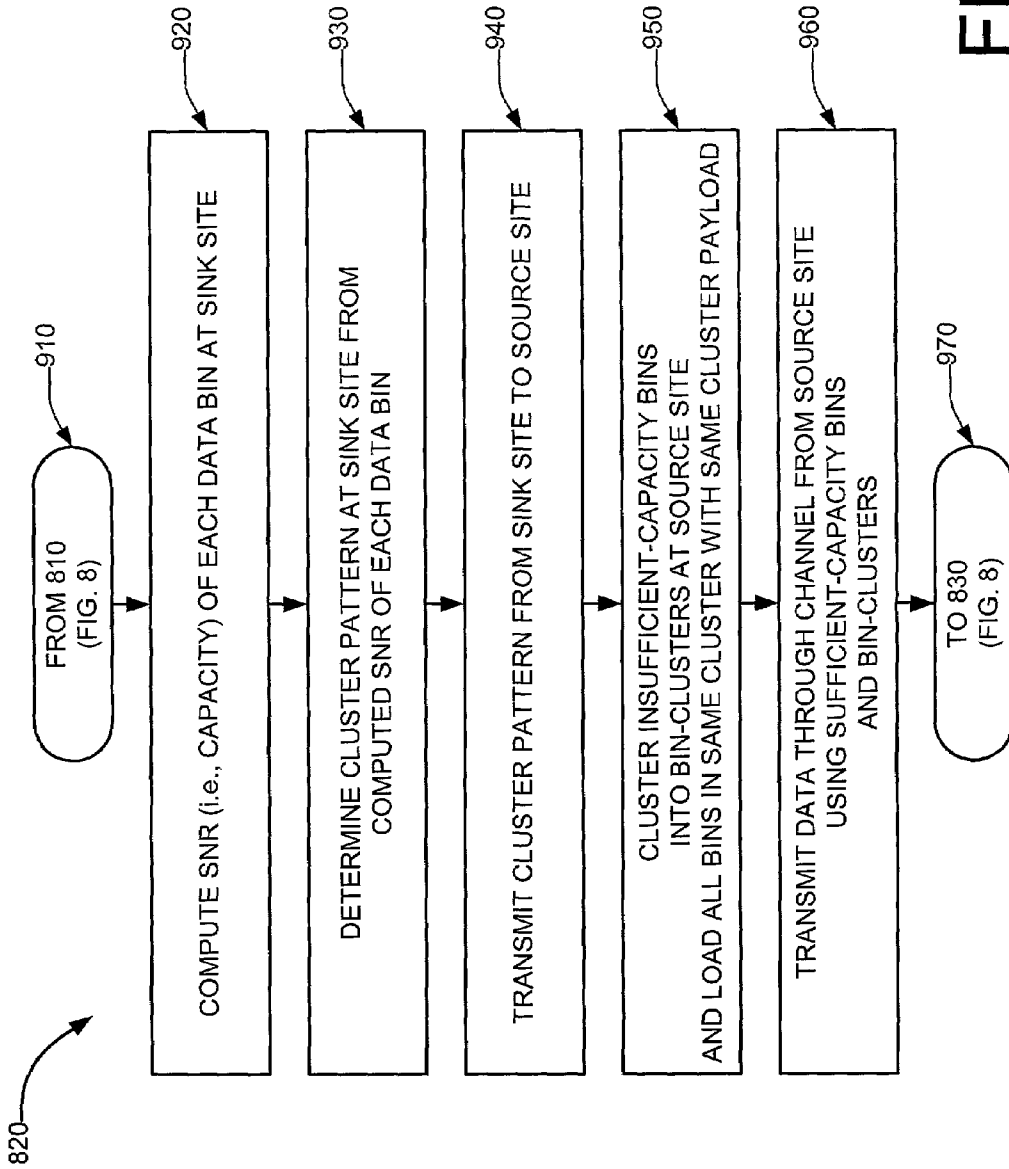 820
FROM 810
(FIG. 8)
910
COMPUTE SNR (i.e., CAPACITY) OF EACH DATA BIN AT SINK SITE
920
DETERMINE CLUSTER PATTERN AT SINK SITE FROM
COMPUTED SNR OF EACH DATA BIN
930
TRANSMIT CLUSTER PATTERN FROM SINK SITE TO SOURCE SITE
940
CLUSTER INSUFFICIENT-CAPACITY BINS
INTO BIN-CLUSTERS AT SOURCE SITE
AND LOAD ALL BINS IN SAME CLUSTER WITH SAME CLUSTER PAYLOAD
950
TRANSMIT DATA THROUGH CHANNEL FROM SOURCE SITE
USING SUFFICIENT-CAPACITY BINS
AND BIN-CLUSTERS
960
TO 830
(FIG. 8)
970